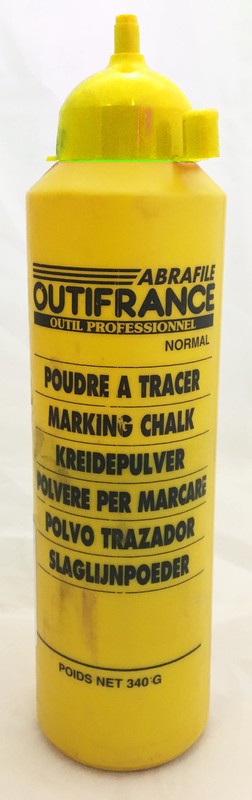 ABRAFILE
OUTIFRANCE
OUTIL PROFESSIONNEL
NORMAL
POUDRE A TRACER
MARKING CHALK
KREIDEPULVER
POLVERE PER MARCARE
POLVO TRAZADOR
SLAGLIJNPOEDER
POIDS NET 340 G